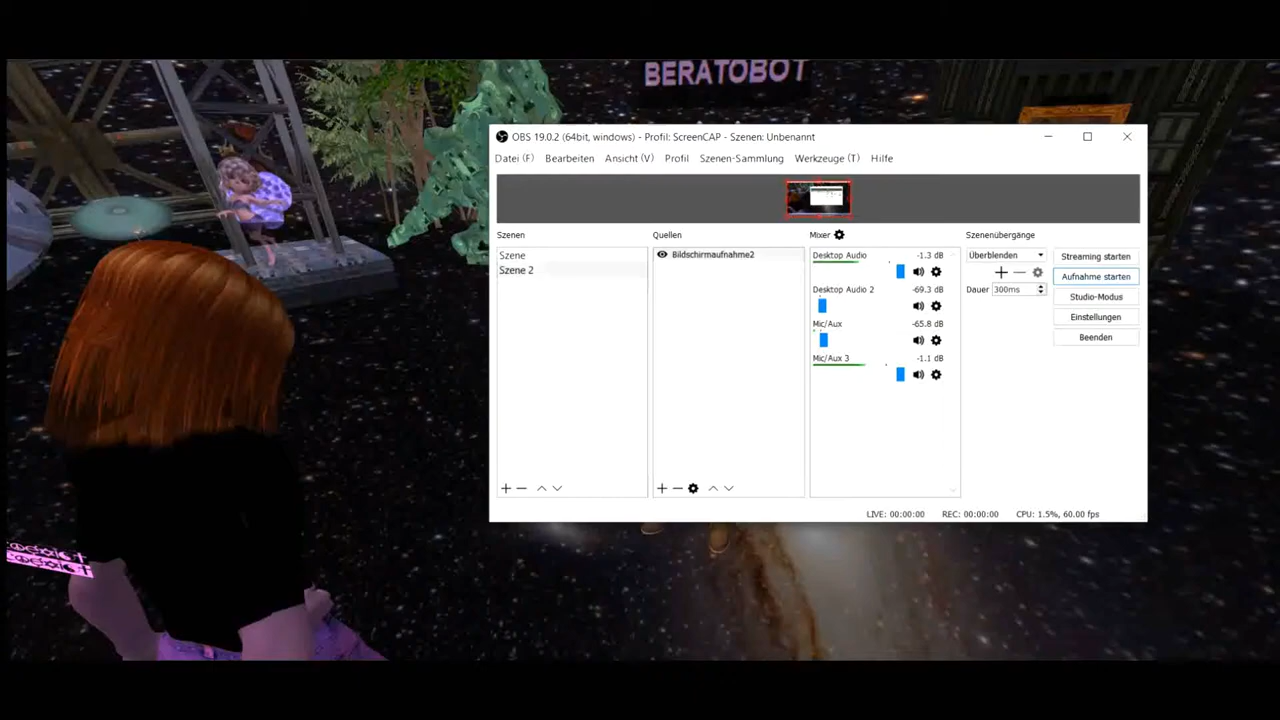 BERATOBOT
OBS 19.0.2 (64bit, windows) - Profil: ScreenCAP - Szenen: Unbenannt
Datei (F) Bearbeiten Ansicht (V) Profil Szenen-Sammlung Werkzeuge (T) Hilfe
Szenen Quellen Mixer Szenenübergänge
Szene Bildschirmaufnahme2 Desktop Audio -1.3 dB Überblenden Streaming starten
Szene 2 Aufnahme starten
Desktop Audio 2 -69.3 dB Dauer 300ms Studio-Modus
Mic/Aux -65.8 dB Einstellungen
Beenden
Mic/Aux 3 -1.1 dB
LIVE: 00:00:00 REC: 00:00:00 CPU: 1.5%, 60.00 fps